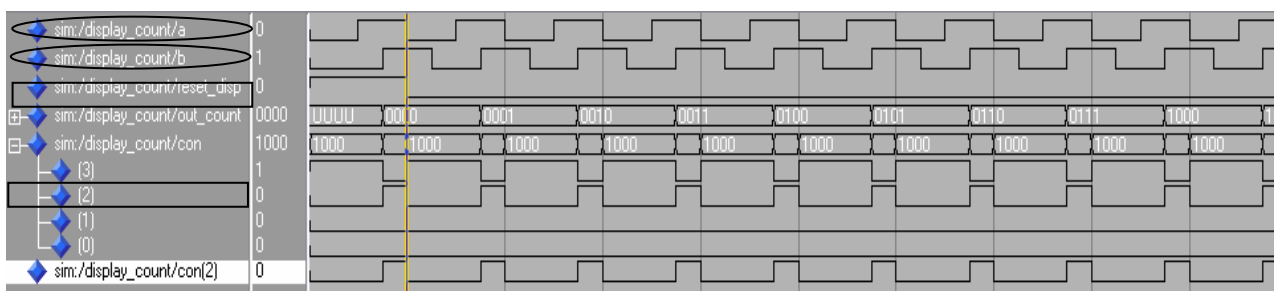 sim:/display_count/a 0
sim:/display_count/b 1
sim:/display_count/reset_disp 0
sim:/display_count/out_count 0000 UUUU 0000 0001 0010 0011 0100 0101 0110 0111 1000 1
sim:/display_count/con 1000 1000 1000 1000 1000 1000 1000 1000 1000 1000 1000
(3) 1
(2) 0
(1) 0
(0) 0
sim:/display_count/con(2) 0